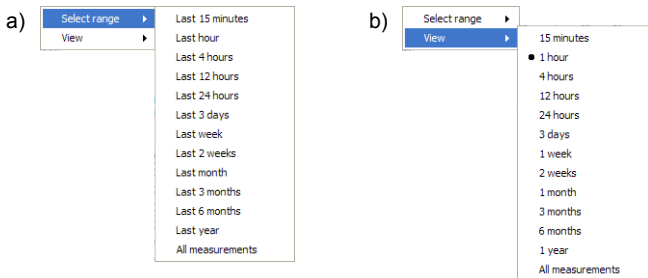 a)
Select range
View
Last 15 minutes
Last hour
Last 4 hours
Last 12 hours
Last 24 hours
Last 3 days
Last week
Last 2 weeks
Last month
Last 3 months
Last 6 months
Last year
All measurements
b)
Select range
View
15 minutes
1 hour
4 hours
12 hours
24 hours
3 days
1 week
2 weeks
1 month
3 months
6 months
1 year
All measurements